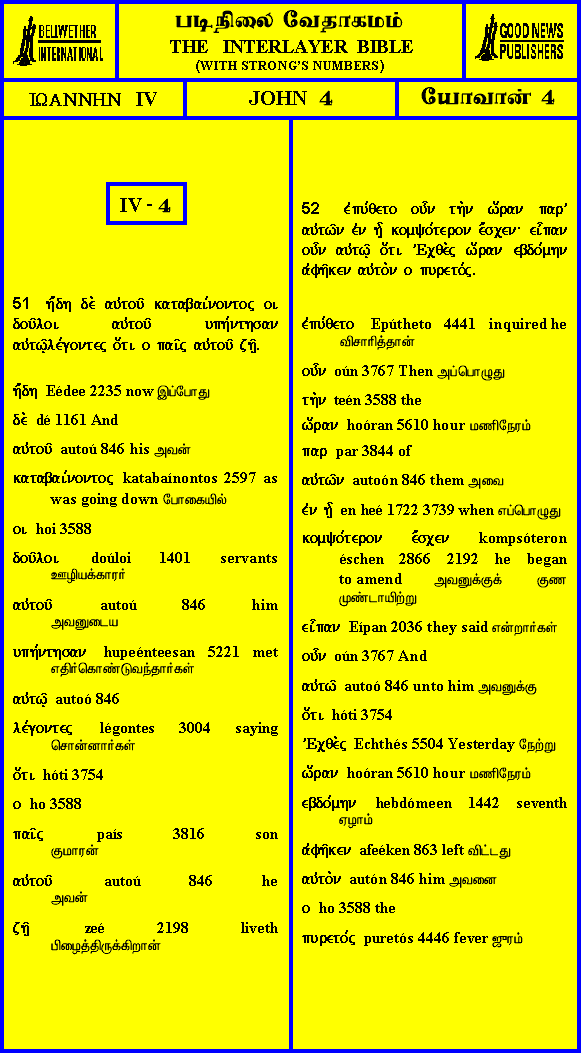 BELLWETHER
INTERNATIONAL
படிநிலை வேதாகமம்
THE INTERLAYER BIBLE
(WITH STRONG'S NUMBERS)
GOOD NEWS
PUBLISHERS
ΙΩΑΝΝΗΝ IV
JOHN 4
யோவான் 4
IV - 4
51 ἤδη δὲ αὐτοῦ καταβαίνοντος οι
δοῦλοι αὐτοῦ υπήντησαν
αὐτῷλέγοντες ὅτι ο παῖς αὐτοῦ ζῇ.
ἤδη Eédee 2235 now இப்போது
δὲ dé 1161 And
αὐτοῦ autoú 846 his அவன்
καταβαίνοντος katabaínontos 2597 as
was going down போகையில்
οι hoi 3588
δοῦλοι doúloi 1401 servants
ஊழியக்காரர்
αὐτοῦ autoú 846 him
அவனுடைய
υπήντησαν hupeénteesan 5221 met
எதிர்கொண்டுவந்தார்கள்
αὐτῷ autoó 846
λέγοντες légontes 3004 saying
சொன்னார்கள்
ὅτι hóti 3754
ο ho 3588
παῖς país 3816 son
குமாரன்
αὐτοῦ autoú 846 he
அவன்
ζῇ zeé 2198 liveth
பிழைத்திருக்கிறான்
52 ἐπύθετο οὖν τὴν ὥραν παρ'
αὐτῶν ἐν ᾗ κομψότερον ἔσχεν· εἶπαν
οὖν αὐτῷ ὅτι Ἐχθὲς ὥραν εβδόμην
ἀφῆκεν αὐτὸν ο πυρετός.
ἐπύθετο Epútheto 4441 inquired he
விசாரித்தான்
οὖν oún 3767 Then அப்பொழுது
τὴν teén 3588 the
ὥραν hoóran 5610 hour மணிநேரம்
παρ par 3844 of
αὐτῶν autoón 846 them அவை
ἐν ᾗ en heé 1722 3739 when எப்பொழுது
κομψότερον ἔσχεν kompsóteron
éschen 2866 2192 he began
to amend அவனுக்குக் குண
முண்டாயிற்று
εἶπαν Eípan 2036 they said என்றார்கள்
οὖν oún 3767 And
αὐτῶ autoó 846 unto him அவனுக்கு
ὅτι hóti 3754
Ἐχθὲς Echthés 5504 Yesterday நேற்று
ὥραν hoóran 5610 hour மணிநேரம்
εβδόμην hebdómeen 1442 seventh
ஏழாம்
ἀφῆκεν afeéken 863 left விட்டது
αὐτὸν autón 846 him அவனை
ο ho 3588 the
πυρετός puretós 4446 fever ஜுரம்